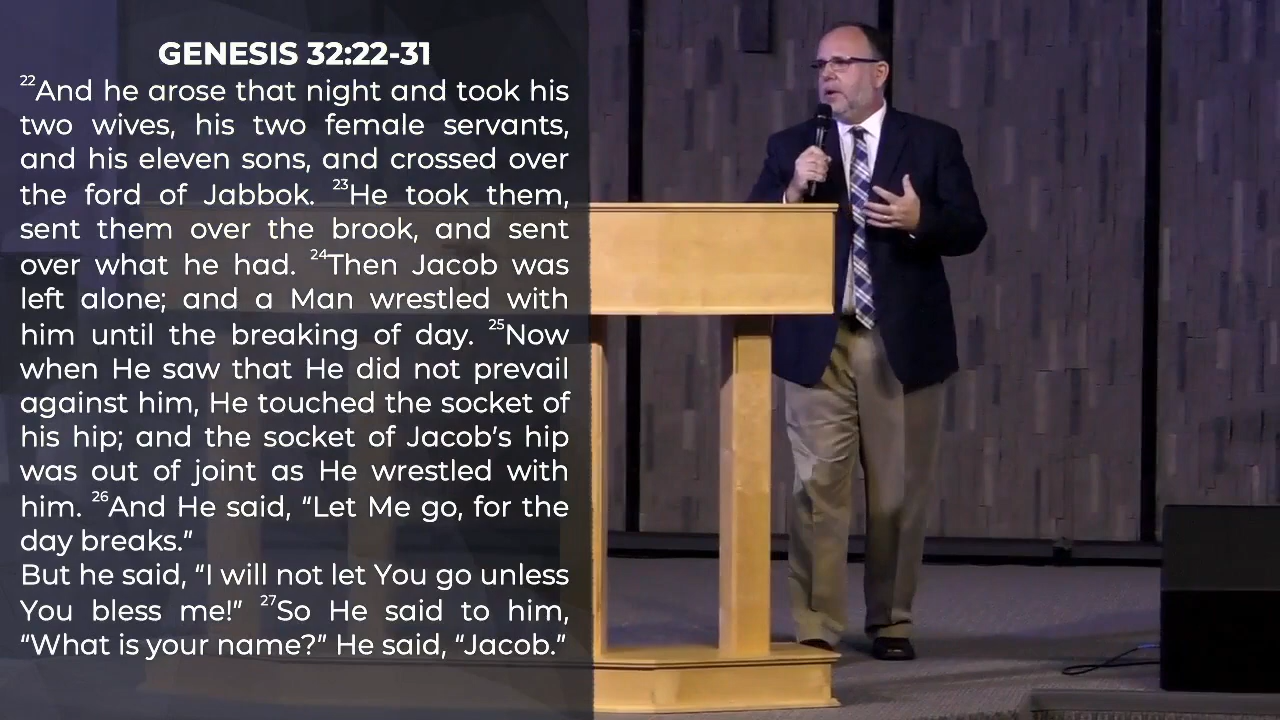 GENESIS 32:22-31
²²And he arose that night and took his
two wives, his two female servants,
and his eleven sons, and crossed over
the ford of Jabbok. ²³He took them,
sent them over the brook, and sent
over what he had. ²⁴Then Jacob was
left alone; and a Man wrestled with
him until the breaking of day. ²⁵Now
when He saw that He did not prevail
against him, He touched the socket of
his hip; and the socket of Jacob’s hip
was out of joint as He wrestled with
him. ²⁶And He said, “Let Me go, for the
day breaks.”
But he said, “I will not let You go unless
You bless me!” ²⁷So He said to him,
“What is your name?” He said, “Jacob.”